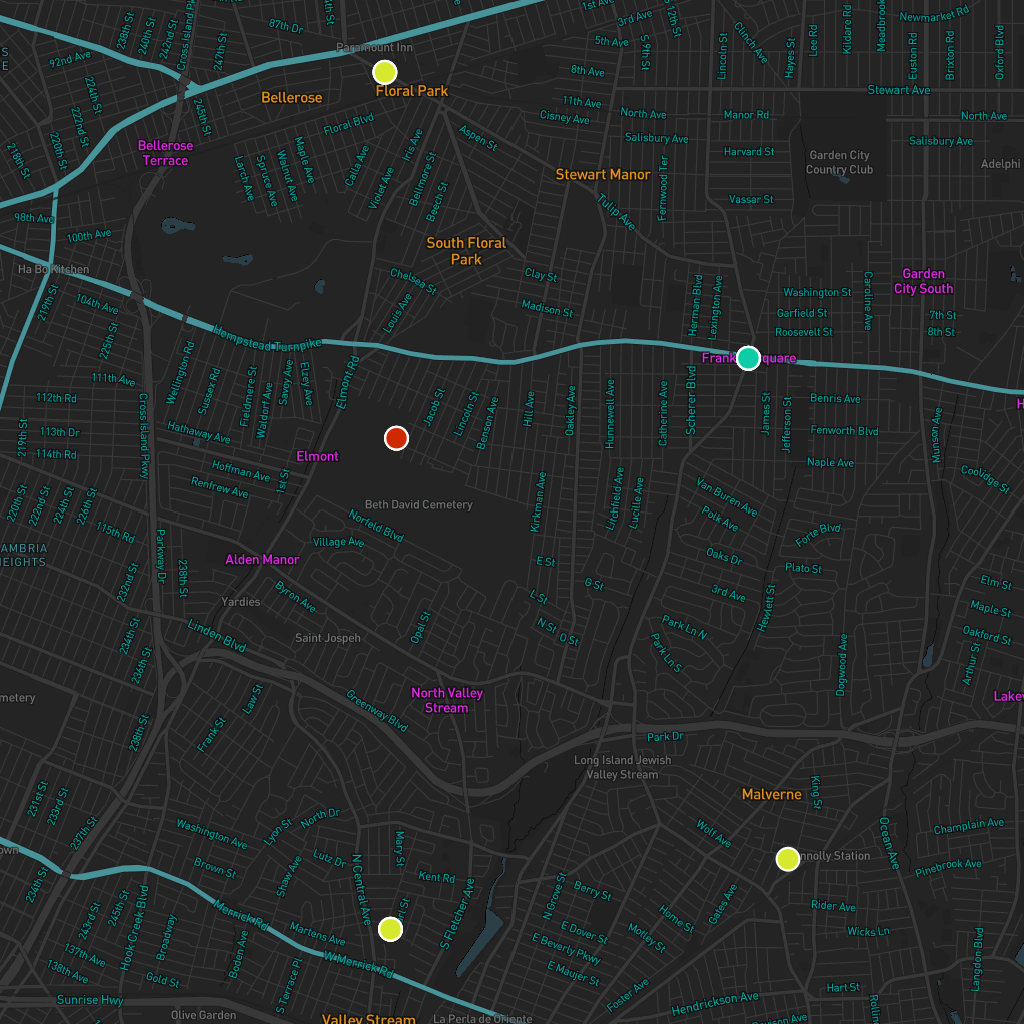 1st Ave
3rd Ave
12th St
238th St
240th St
242nd St
Cross Island Pk
247th St
87th Dr
5th Ave
Clinch Ave
Hayes St
Lee Rd
Kildare Rd
Meadowbrook
Newmarket Rd
Euston Rd
Brixton Rd
Oxford Blvd
92nd Ave
Paramount Inn
8th Ave
Lincoln St
224th St
245th St
Bellerose
Floral Park
11th Ave
Stewart Ave
222nd St
220th St
218th St
Floral Blvd
Iris Ave
Aspen St
Cisney Ave
North Ave
Manor Rd
North Ave
Bellerose
Terrace
Salisbury Ave
Salisbury Ave
Harvard St
Garden City
Country Club
Adelphi
Larch Ave
Spruce Ave
Walnut Ave
Maple Ave
Calla Ave
Violet Ave
Bellmore St
Beech St
Stewart Manor
Fernwood Ter
Vassar St
Tulip Ave
98th Ave
100th Ave
South Floral
Park
Ha Bo Kitchen
Chelsea St
Clay St
Garden
City South
104th Ave
219th St
Louis Ave
Madison St
Herman Blvd
Lexington Ave
Washington St
Garfield St
Roosevelt St
Caroline Ave
7th St
8th St
Hempstead Turnpike
225th St
Elmont Rd
111th Ave
112th Rd
113th Dr
114th Rd
219th St
Cross Island Pkwy
Wellington Rd
Sussex Rd
Fieldmere St
Waldorf Ave
Savoy Ave
Elzey Ave
Hathaway Ave
Jacob St
Lincoln St
Benson Ave
Hill Ave
Oakley Ave
Hunnewell Ave
Catherine Ave
Scherer Blvd
James St
Jefferson St
Benris Ave
Fenworth Blvd
Munson Ave
Elmont
Hoffman Ave
Renfrew Ave
1st St
Naple Ave
Coolidge St
220th St
222nd St
224th St
226th St
Beth David Cemetery
Kirkman Ave
Litchfield Ave
Lucille Ave
Van Buren Ave
Polk Ave
115th Rd
Norfeld Blvd
Village Ave
Forte Blvd
AMBRIA
HEIGHTS
Parkway Dr
238th St
Alden Manor
E St
G St
Oaks Dr
Plato St
232nd St
Yardies
Byron Ave
L St
3rd Ave
Hewlett St
Elm St
Maple St
Oakford St
234th St
236th St
Linden Blvd
Saint Jospeh
Opal St
N St
O St
Park Ln N
Park Ln S
Dogwood Ave
Arthur St
metery
Law St
Frank St
Greenway Blvd
North Valley
Stream
238th St
Park Dr
Long Island Jewish
Valley Stream
Malverne
King St
231st St
233rd St
237th St
Washington Ave
Lyon St
North Dr
Wolf Ave
Ocean Ave
Champlain Ave
234th St
Brown St
Shaw Ave
Lutz Dr
N Central Ave
Mary St
Kent Rd
S Fletcher Ave
N Grove St
Berry St
Pinebrook Ave
243rd St
245th St
Hook Creek Blvd
Broadway
Merrick Rd
Martens Ave
E Dover St
E Beverly Pkwy
E Maujer St
Home St
Motley St
Gates Ave
Rider Ave
Wicks Ln
137th Ave
138th Ave
Gold St
Boden Ave
S Terrace Pl
W Merrick Rd
Foster Ave
Hart St
Langdon Blvd
Sunrise Hwy
Olive Garden
Valley Stream
La Perla de Oriente
Hendrickson Ave